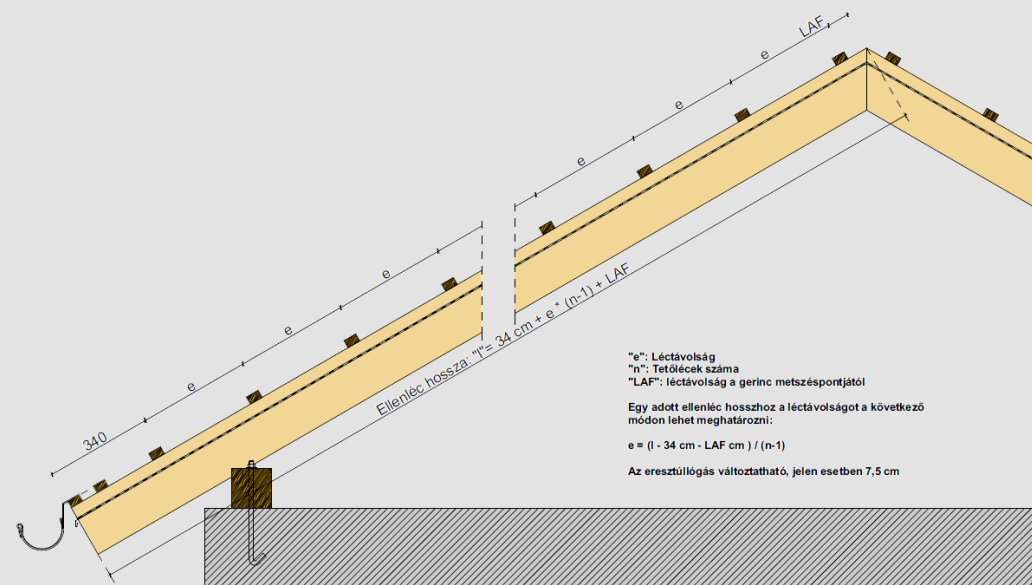 LAF
e
e
e
e
e
e
340
Ellenléc hossza: "l"= 34 cm + e * (n-1) + LAF
"e": Léctávolság
"n": Tetőlécek száma
"LAF": léctávolság a gerinc metszéspontjától
Egy adott ellenléc hosszhoz a léctávolságot a következő
módon lehet meghatározni:
e = (l - 34 cm - LAF cm ) / (n-1)
Az eresztúllógás változtatható, jelen esetben 7,5 cm